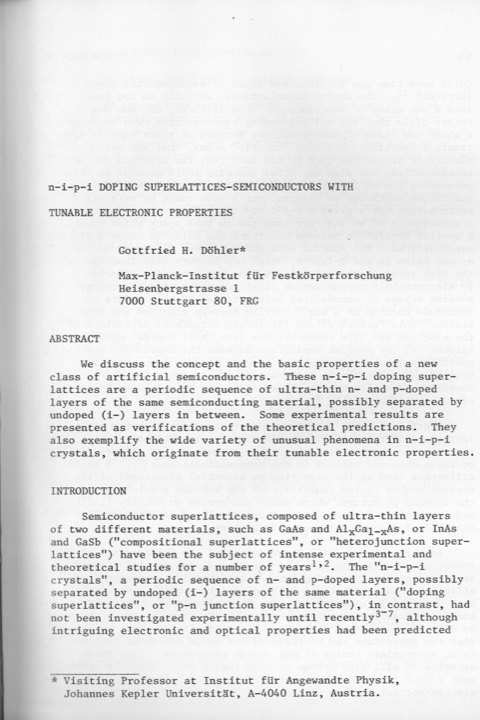 n-i-p-i DOPING SUPERLATTICES-SEMICONDUCTORS WITH
TUNABLE ELECTRONIC PROPERTIES
Gottfried H. Döhler*
Max-Planck-Institut für Festkörperforschung
Heisenbergstrasse 1
7000 Stuttgart 80, FRG
ABSTRACT
We discuss the concept and the basic properties of a new
class of artificial semiconductors. These n-i-p-i doping super-
lattices are a periodic sequence of ultra-thin n- and p-doped
layers of the same semiconducting material, possibly separated by
undoped (i-) layers in between. Some experimental results are
presented as verifications of the theoretical predictions. They
also exemplify the wide variety of unusual phenomena in n-i-p-i
crystals, which originate from their tunable electronic properties.
INTRODUCTION
Semiconductor superlattices, composed of ultra-thin layers
of two different materials, such as GaAs and AlₓGa₁₋ₓAs, or InAs
and GaSb ("compositional superlattices", or "heterojunction super-
lattices") have been the subject of intense experimental and
theoretical studies for a number of years¹,². The "n-i-p-i
crystals", a periodic sequence of n- and p-doped layers, possibly
separated by undoped (i-) layers of the same material ("doping
superlattices", or "p-n junction superlattices"), in contrast, had
not been investigated experimentally until recently³⁻⁷, although
intriguing electronic and optical properties had been predicted
* Visiting Professor at Institut für Angewandte Physik,
Johannes Kepler Universität, A-4040 Linz, Austria.